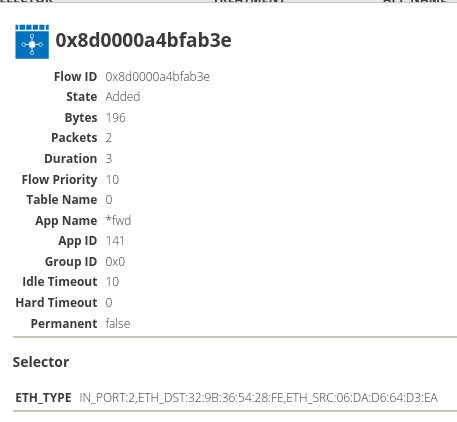 0x8d0000a4bfab3e
Flow ID 0x8d0000a4bfab3e
State Added
Bytes 196
Packets 2
Duration 3
Flow Priority 10
Table Name 0
App Name *fwd
App ID 141
Group ID 0x0
Idle Timeout 10
Hard Timeout 0
Permanent false
Selector
ETH_TYPE IN_PORT:2,ETH_DST:32:9B:36:54:28:FE,ETH_SRC:06:DA:D6:64:D3:EA